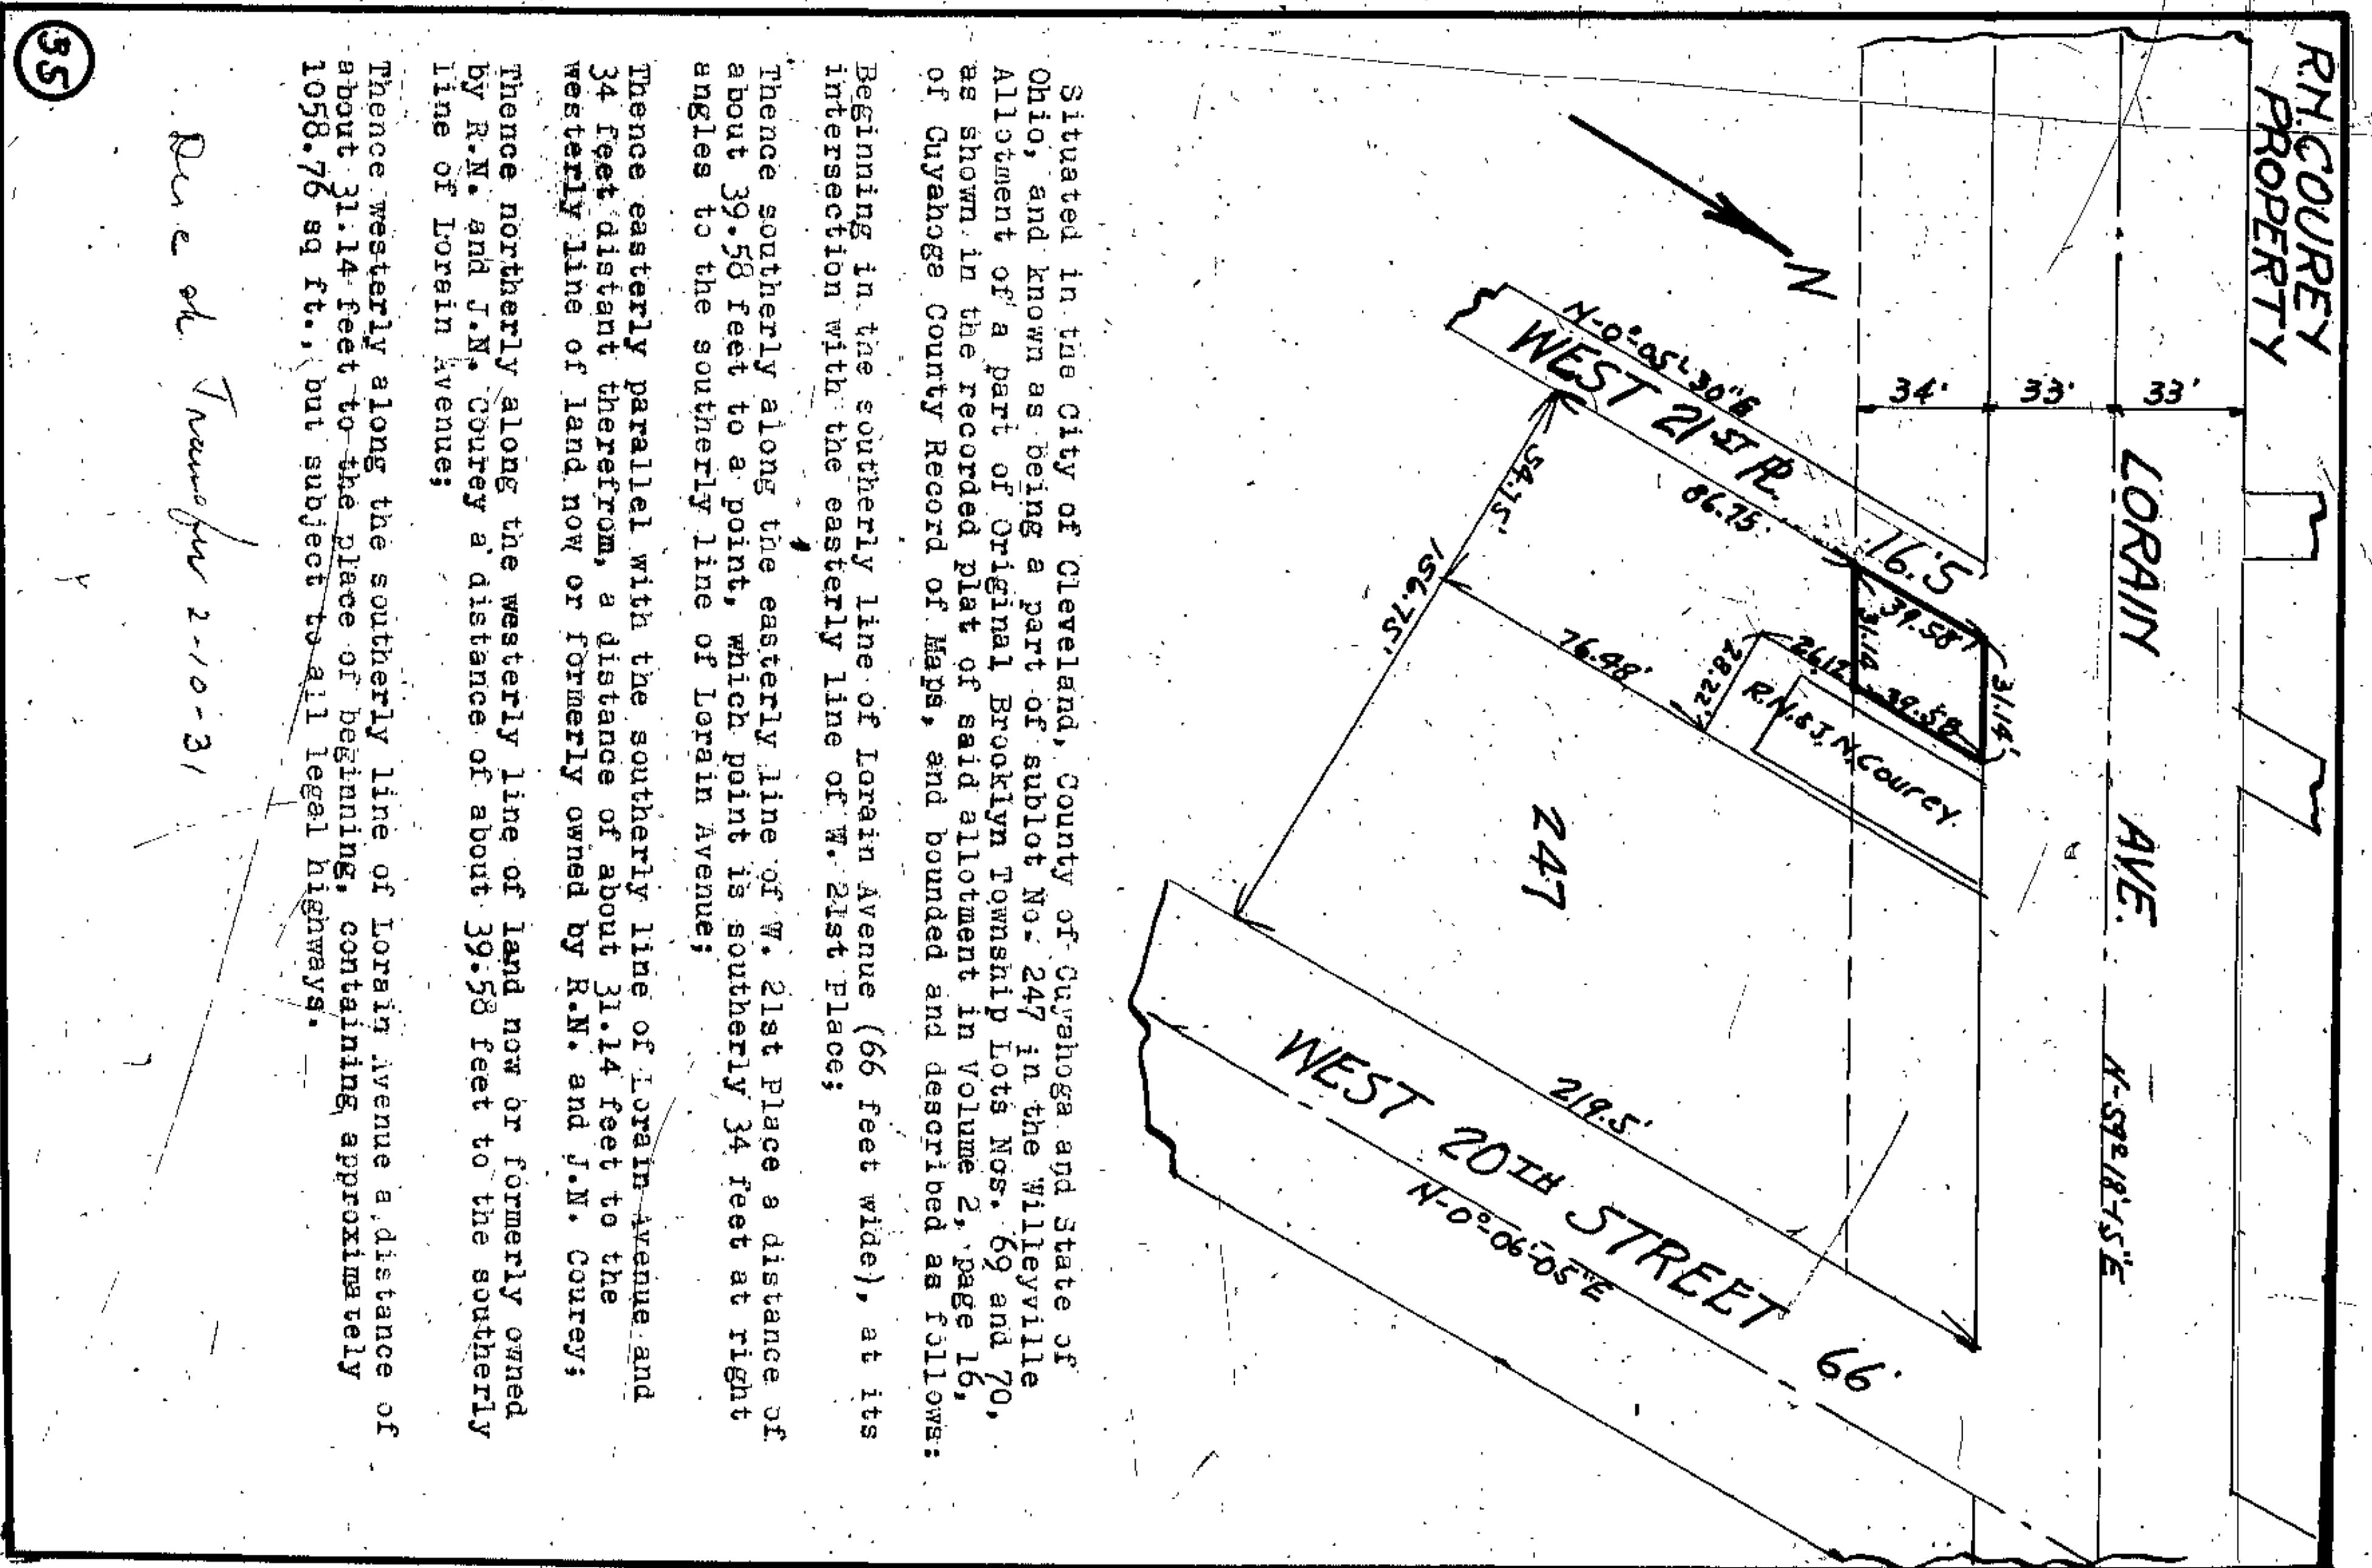 R.N. COUREY
PROPERTY
34'
33'
33'
LORAIN AVE.
N-59°-18'-15"E
N
N-0°-05'-30"E
WEST 21 ST PL.
16.5'
86.75'
54.75'
156.75'
76.48'
28.22'
26.12
39.58'
31.14
39.58
31.14'
R.N. & J.N. Courey
247
219.5'
WEST 20TH STREET 66'
N-0°-06'-05"E
Situated in the City of Cleveland, County of Cuyahoga and State of
Ohio, and known as being a part of sublot No. 247 in the Willeyville
Allotment of a part of Original Brooklyn Township Lots Nos. 69 and 70,
as shown in the recorded plat of said allotment in Volume 2, page 16,
of Cuyahoga County Record of Maps, and bounded and described as follows:
Beginning in the southerly line of Lorain Avenue (66 feet wide), at its
intersection with the easterly line of W. 21st Place;
Thence southerly along the easterly line of W. 21st Place a distance of
about 39.58 feet to a point, which point is southerly 34 feet at right
angles to the southerly line of Lorain Avenue;
Thence easterly parallel with the southerly line of Lorain Avenue and
34 feet distant therefrom, a distance of about 31.14 feet to the
westerly line of land now or formerly owned by R.N. and J.N. Courey;
Thence northerly along the westerly line of land now or formerly owned
by R.N. and J.N. Courey a distance of about 39.58 feet to the southerly
line of Lorain Avenue;
Thence westerly along the southerly line of Lorain Avenue a distance of
about 31.14 feet to the place of beginning, containing approximately
1058.76 sq ft., but subject to all legal highways.
Transfer 2-10-31
35